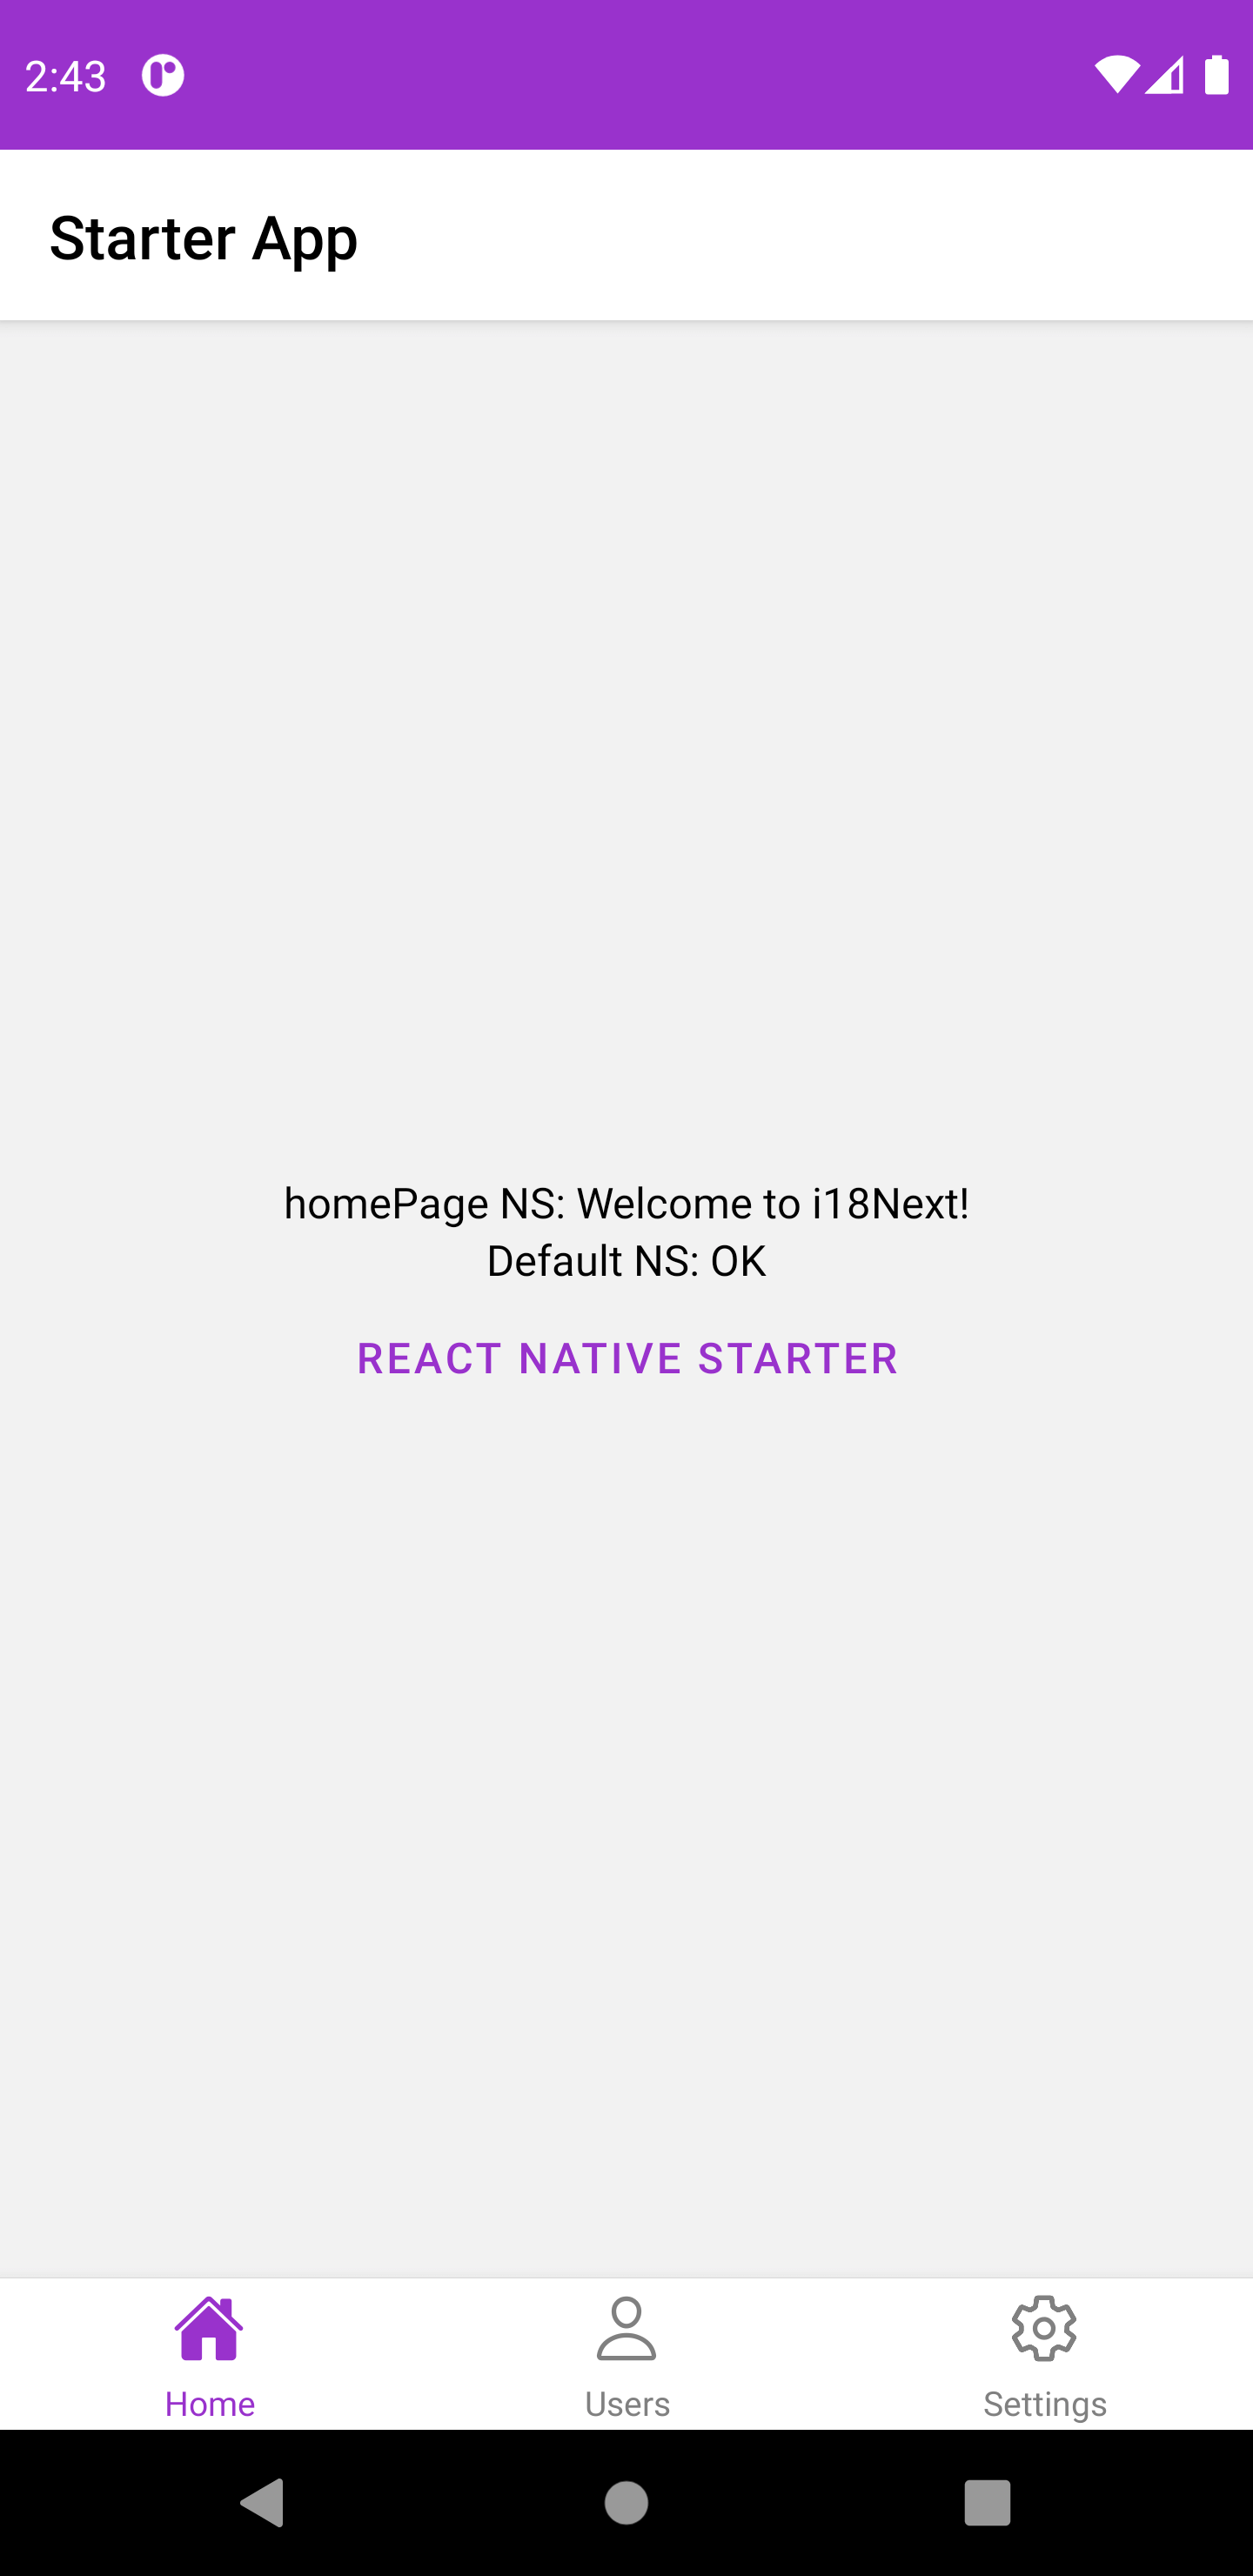 2:43
Starter App
homePage NS: Welcome to i18Next!
Default NS: OK
REACT NATIVE STARTER
Home
Users
Settings